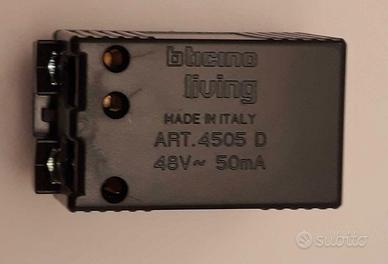 bticino
living
MADE IN ITALY
ART.4505 D
48V~ 50mA
subito